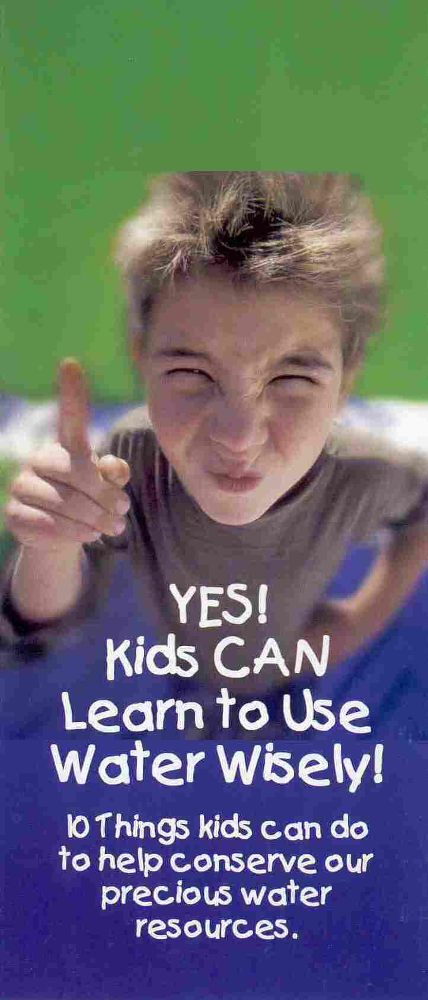 YES!
Kids CAN
Learn to Use
Water Wisely!
10 Things kids can do
to help conserve our
precious water
resources.